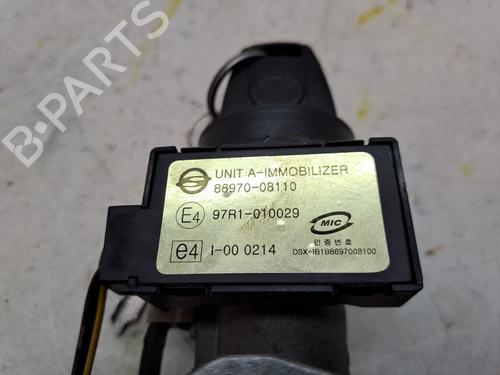 B-PARTS
UNIT A-IMMOBILIZER
86970-08110
E4 97R1-010029
MIC
e4 I-00 0214
인증번호
DSX-IB1B8697008100